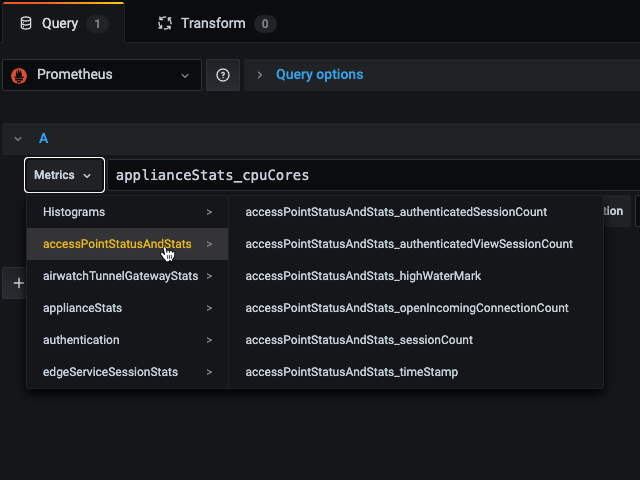 Query 1 Transform 0
Prometheus ? > Query options
A
Metrics applianceStats_cpuCores
Histograms > accessPointStatusAndStats_authenticatedSessionCount
accessPointStatusAndStats > accessPointStatusAndStats_authenticatedViewSessionCount
airwatchTunnelGatewayStats > accessPointStatusAndStats_highWaterMark
applianceStats > accessPointStatusAndStats_openIncomingConnectionCount
authentication > accessPointStatusAndStats_sessionCount
edgeServiceSessionStats > accessPointStatusAndStats_timeStamp
+